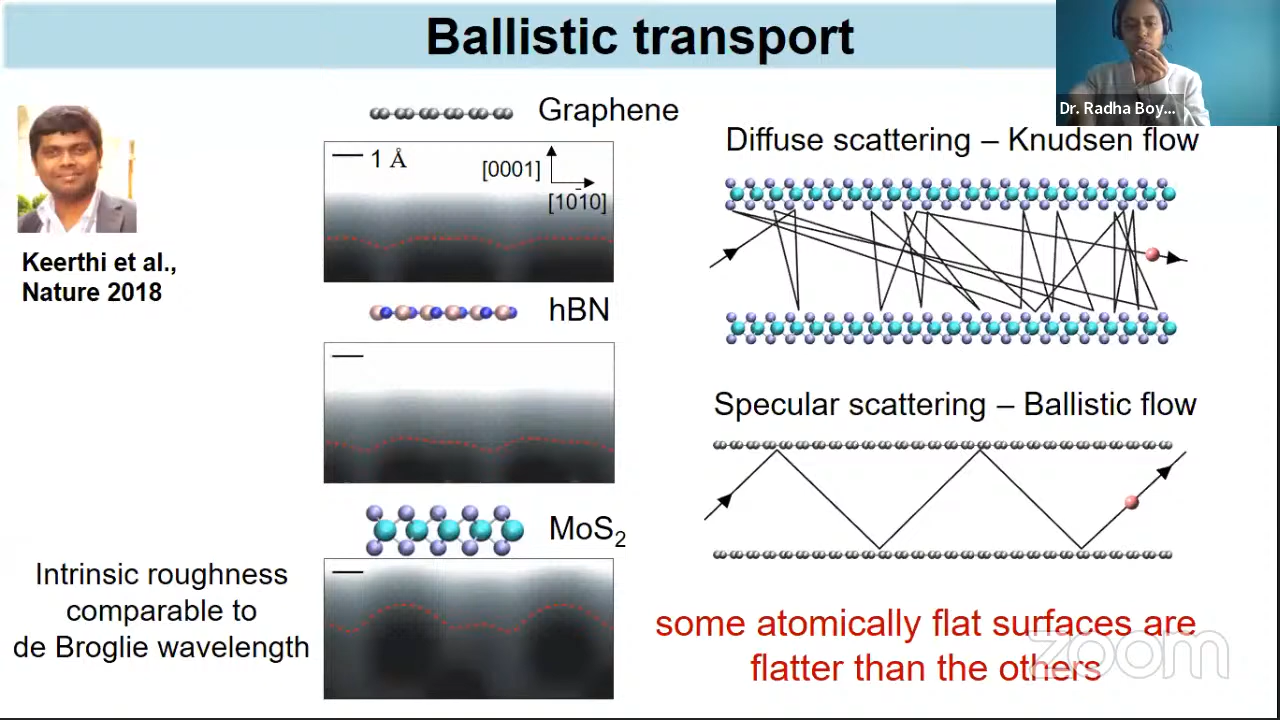 Ballistic transport
Dr. Radha Boy...
Keerthi et al.,
Nature 2018
Graphene
1 Å
[0001]
[101̄0]
hBN
MoS₂
Intrinsic roughness
comparable to
de Broglie wavelength
Diffuse scattering – Knudsen flow
Specular scattering – Ballistic flow
some atomically flat surfaces are
flatter than the others
zoom